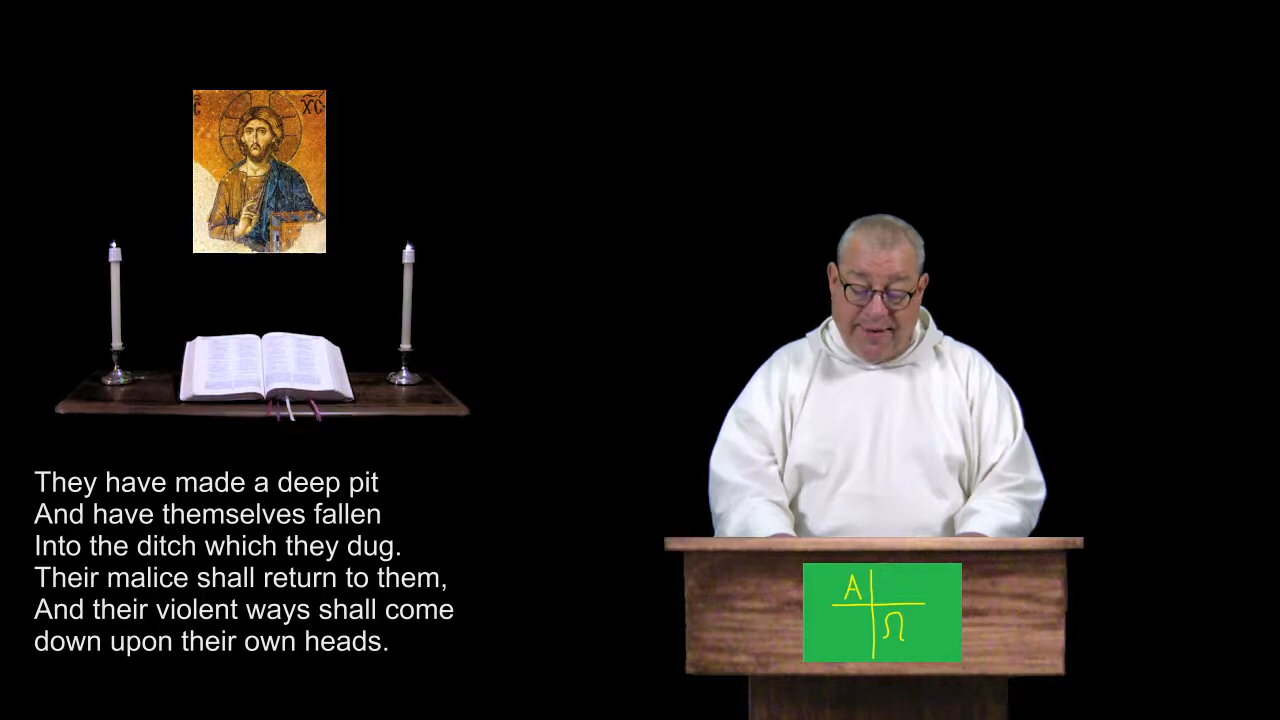 ΧC
They have made a deep pit
And have themselves fallen
Into the ditch which they dug.
Their malice shall return to them,
And their violent ways shall come
down upon their own heads.
Α
Ω